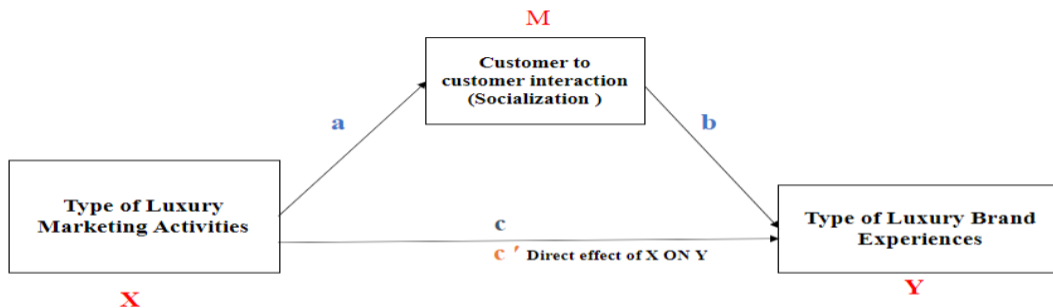 M
Customer to
customer interaction
(Socialization )
a
b
Type of Luxury
Marketing Activities
c
c ′ Direct effect of X ON Y
Type of Luxury Brand
Experiences
X
Y